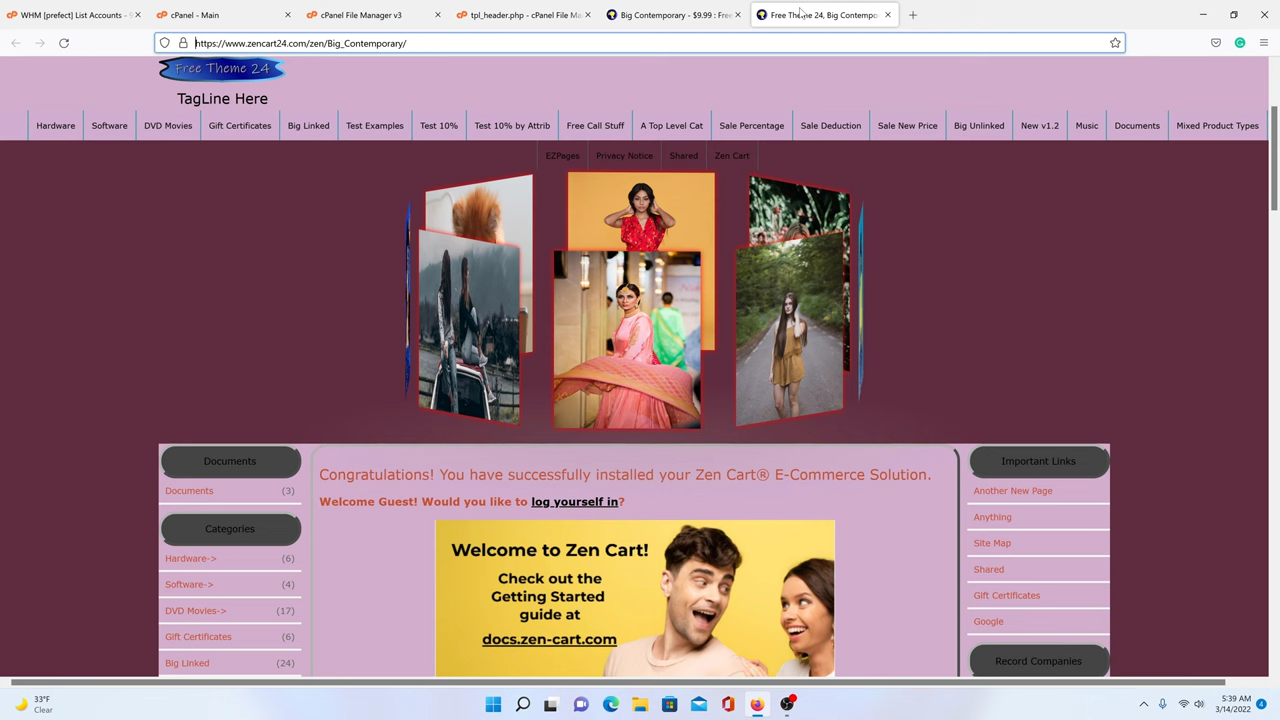 WHM [prefect] List Accounts - 9
cPanel - Main
cPanel File Manager v3
tpl_header.php - cPanel File Ma
Big Contemporary - $9.99 : Free
Free Theme 24, Big Contempo
https://www.zencart24.com/zen/Big_Contemporary/
Free Theme 24
TagLine Here
Hardware Software DVD Movies Gift Certificates Big Linked Test Examples Test 10% Test 10% by Attrib Free Call Stuff A Top Level Cat Sale Percentage Sale Deduction Sale New Price Big Unlinked New v1.2 Music Documents Mixed Product Types
EZPages Privacy Notice Shared Zen Cart
Documents
Documents (3)
Categories
Hardware-> (6)
Software-> (4)
DVD Movies-> (17)
Gift Certificates (6)
Big Linked (24)
Congratulations! You have successfully installed your Zen Cart® E-Commerce Solution.
Welcome Guest! Would you like to log yourself in?
Welcome to Zen Cart!
Check out the
Getting Started
guide at
docs.zen-cart.com
Important Links
Another New Page
Anything
Site Map
Shared
Gift Certificates
Google
Record Companies
33°F
Clear
5:39 AM
3/14/2022
4